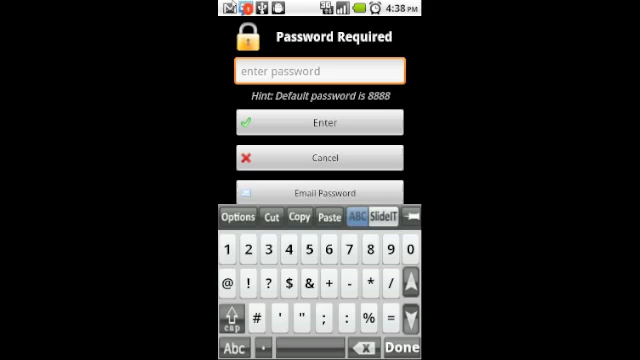 4:38 PM
Password Required
enter password
Hint: Default password is 8888
Enter
Cancel
Email Password
Options Cut Copy Paste ABC SlideIT
1 2 3 4 5 6 7 8 9 0
@ ! ? $ & + - * /
cap # ' " ; : % =
Abc . Done